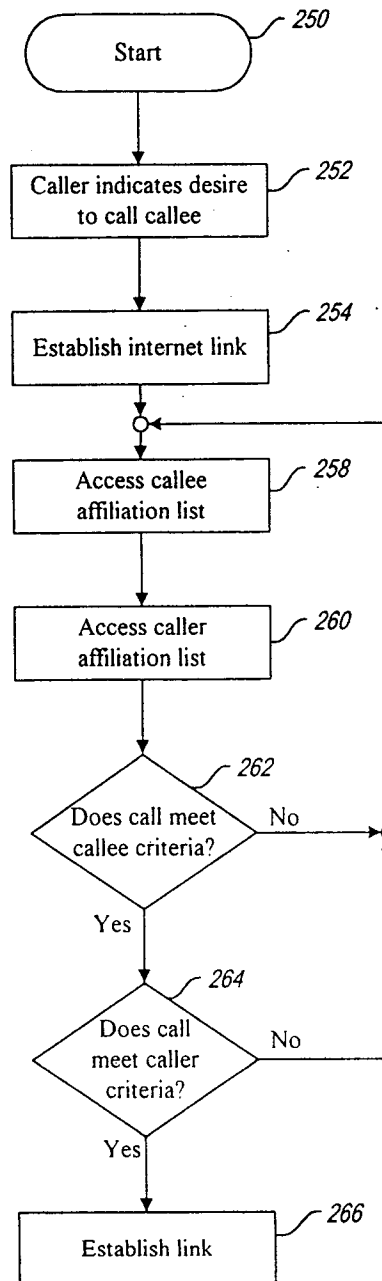 250
Start
252
Caller indicates desire
to call callee
254
Establish internet link
258
Access callee
affiliation list
260
Access caller
affiliation list
262
Does call meet
callee criteria?
No
Yes
264
Does call
meet caller
criteria?
No
Yes
266
Establish link